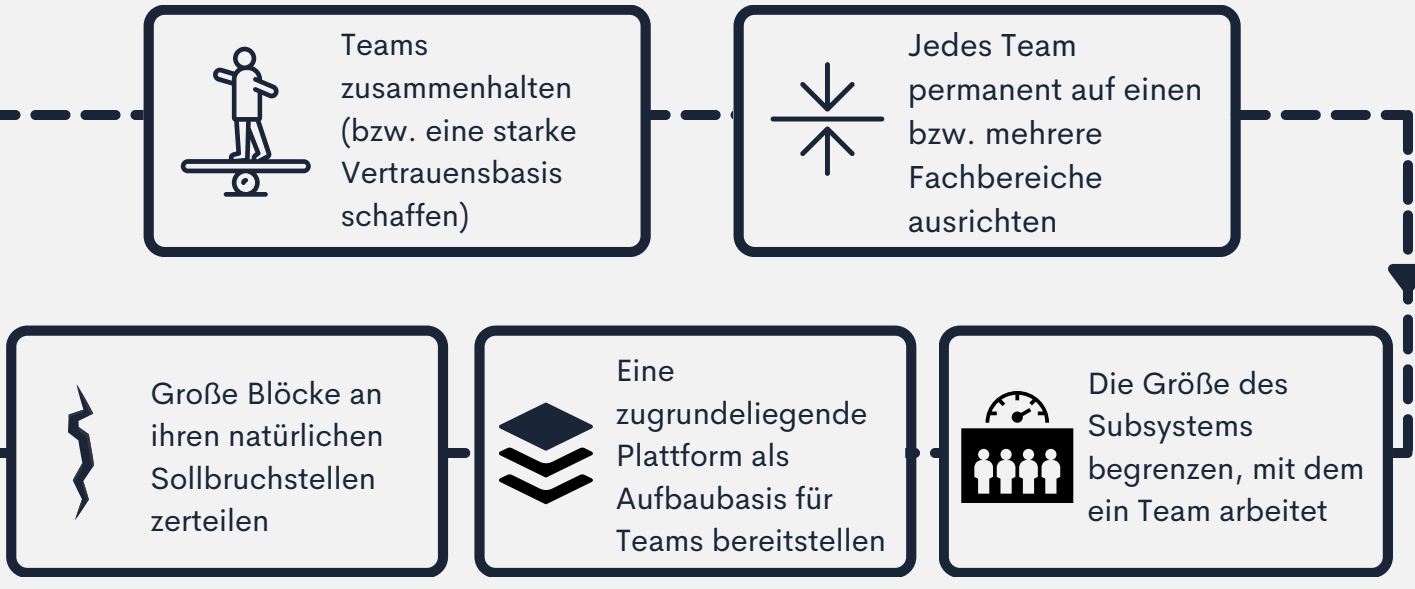 Teams
zusammenhalten
(bzw. eine starke
Vertrauensbasis
schaffen)
Jedes Team
permanent auf einen
bzw. mehrere
Fachbereiche
ausrichten
Große Blöcke an
ihren natürlichen
Sollbruchstellen
zerteilen
Eine
zugrundeliegende
Plattform als
Aufbaubasis für
Teams bereitstellen
Die Größe des
Subsystems
begrenzen, mit dem
ein Team arbeitet